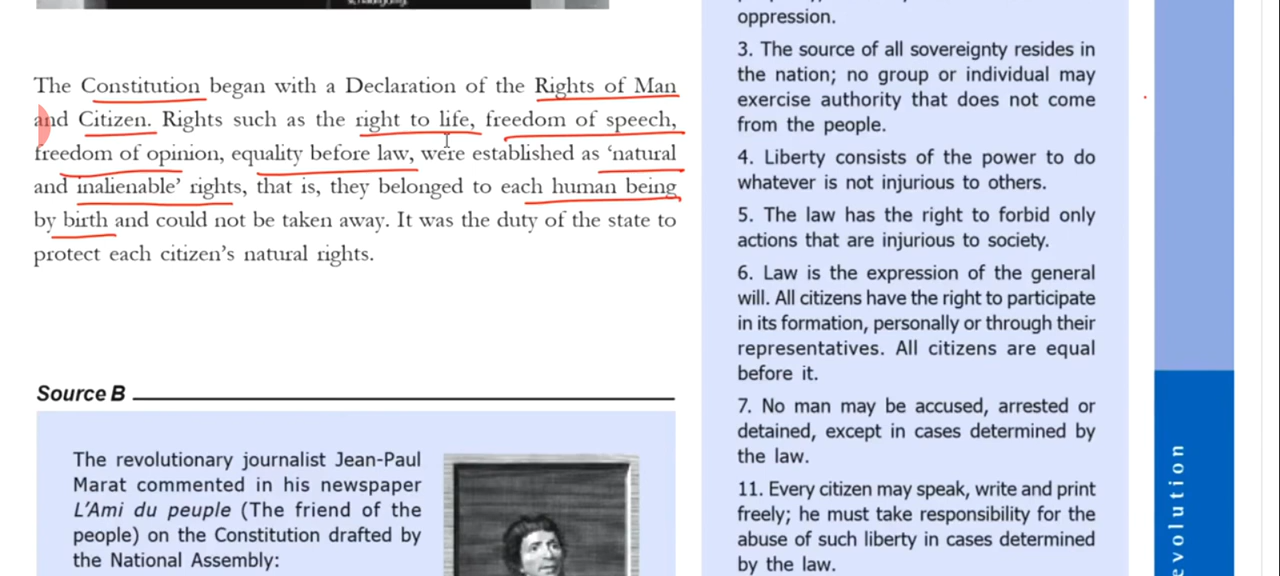 The Constitution began with a Declaration of the Rights of Man
and Citizen. Rights such as the right to life, freedom of speech,
freedom of opinion, equality before law, were established as ‘natural
and inalienable’ rights, that is, they belonged to each human being
by birth and could not be taken away. It was the duty of the state to
protect each citizen’s natural rights.
Source B
The revolutionary journalist Jean-Paul
Marat commented in his newspaper
L’Ami du peuple (The friend of the
people) on the Constitution drafted by
the National Assembly:
oppression.
3. The source of all sovereignty resides in
the nation; no group or individual may
exercise authority that does not come
from the people.
4. Liberty consists of the power to do
whatever is not injurious to others.
5. The law has the right to forbid only
actions that are injurious to society.
6. Law is the expression of the general
will. All citizens have the right to participate
in its formation, personally or through their
representatives. All citizens are equal
before it.
7. No man may be accused, arrested or
detained, except in cases determined by
the law.
11. Every citizen may speak, write and print
freely; he must take responsibility for the
abuse of such liberty in cases determined
by the law.
evolution